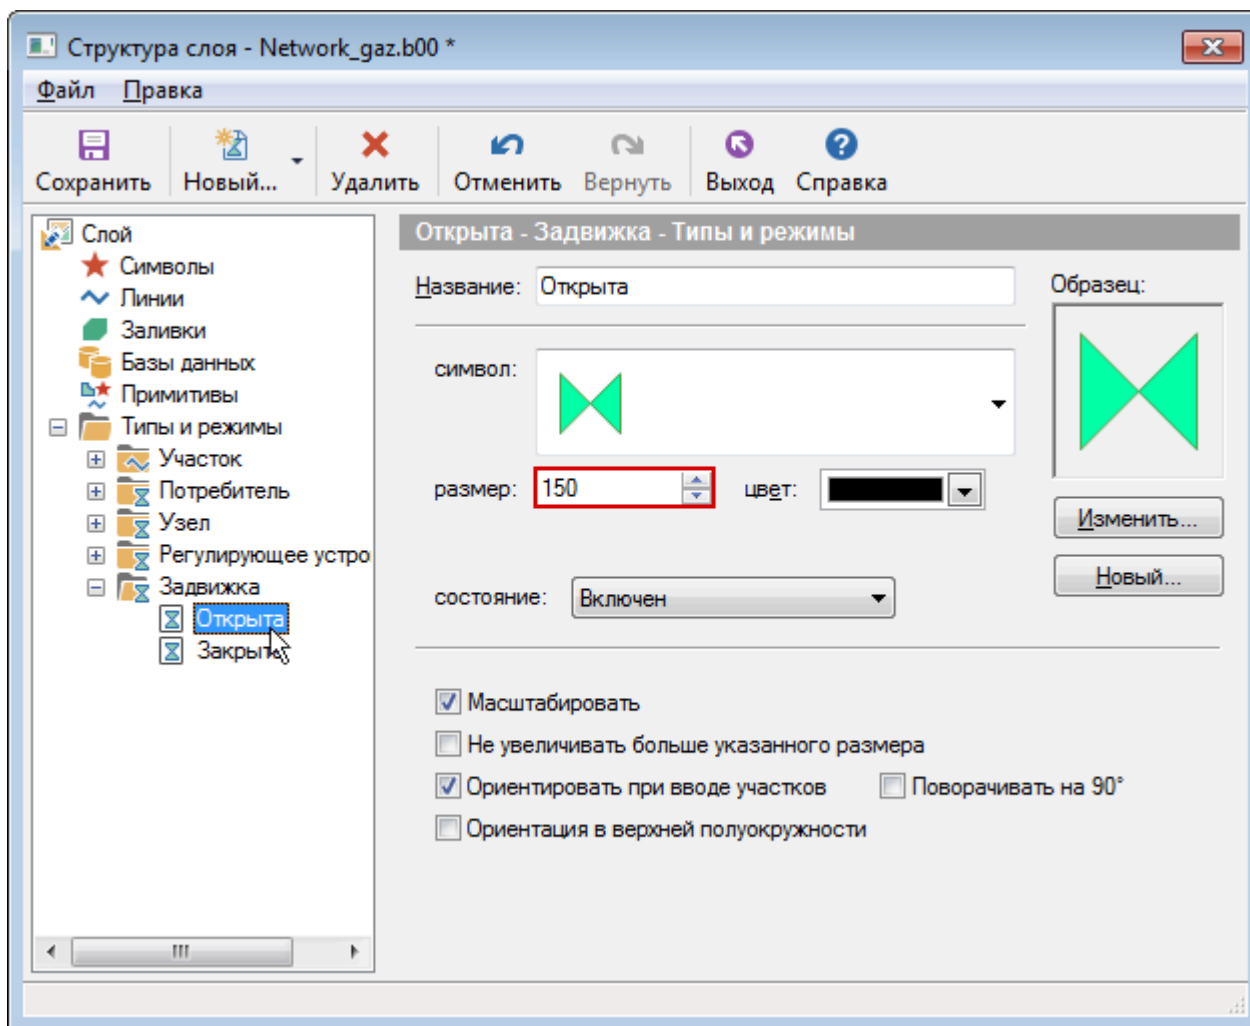 Структура слоя - Network_gaz.b00 *
Файл Правка
Сохранить Новый... Удалить Отменить Вернуть Выход Справка
Слой
Символы
Линии
Заливки
Базы данных
Примитивы
Типы и режимы
Участок
Потребитель
Узел
Регулирующее устро
Задвижка
Открыта
Закрыта
Открыта - Задвижка - Типы и режимы
Название: Открыта
Образец:
символ:
размер: 150 цвет:
Изменить...
Новый...
состояние: Включен
Масштабировать
Не увеличивать больше указанного размера
Ориентировать при вводе участков Поворачивать на 90°
Ориентация в верхней полуокружности